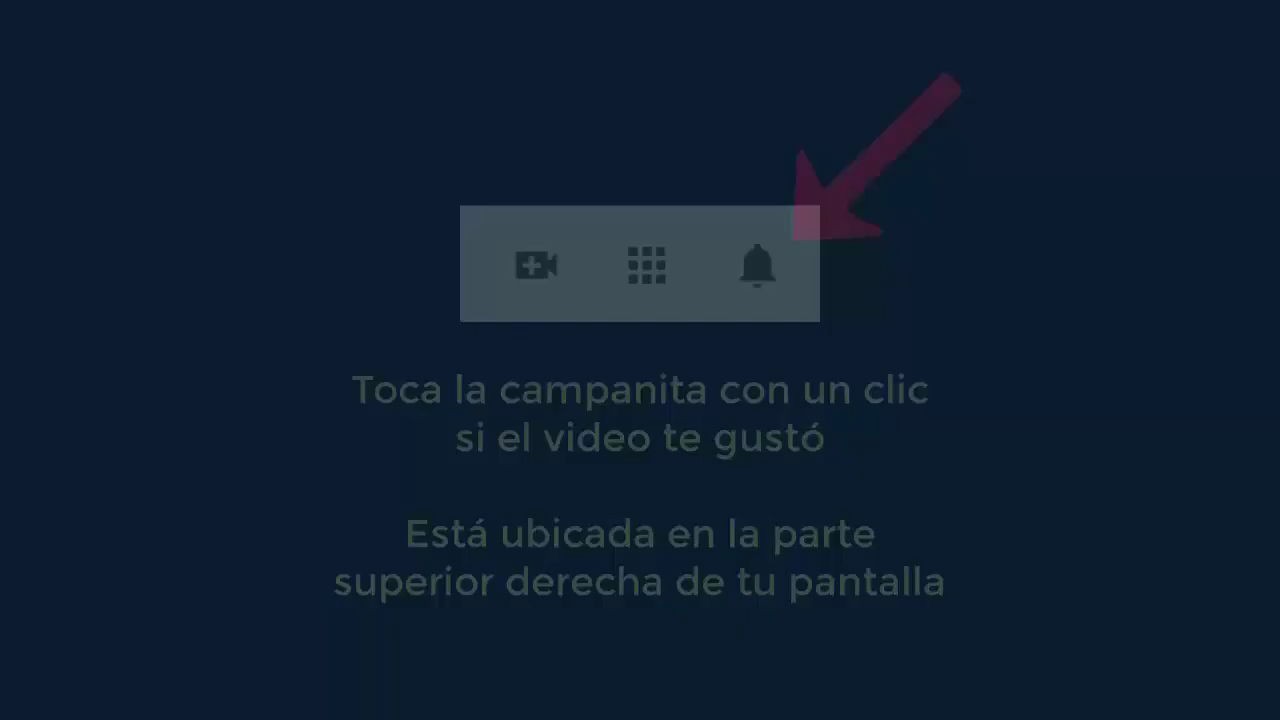 Toca la campanita con un clic
si el video te gustó
Está ubicada en la parte
superior derecha de tu pantalla